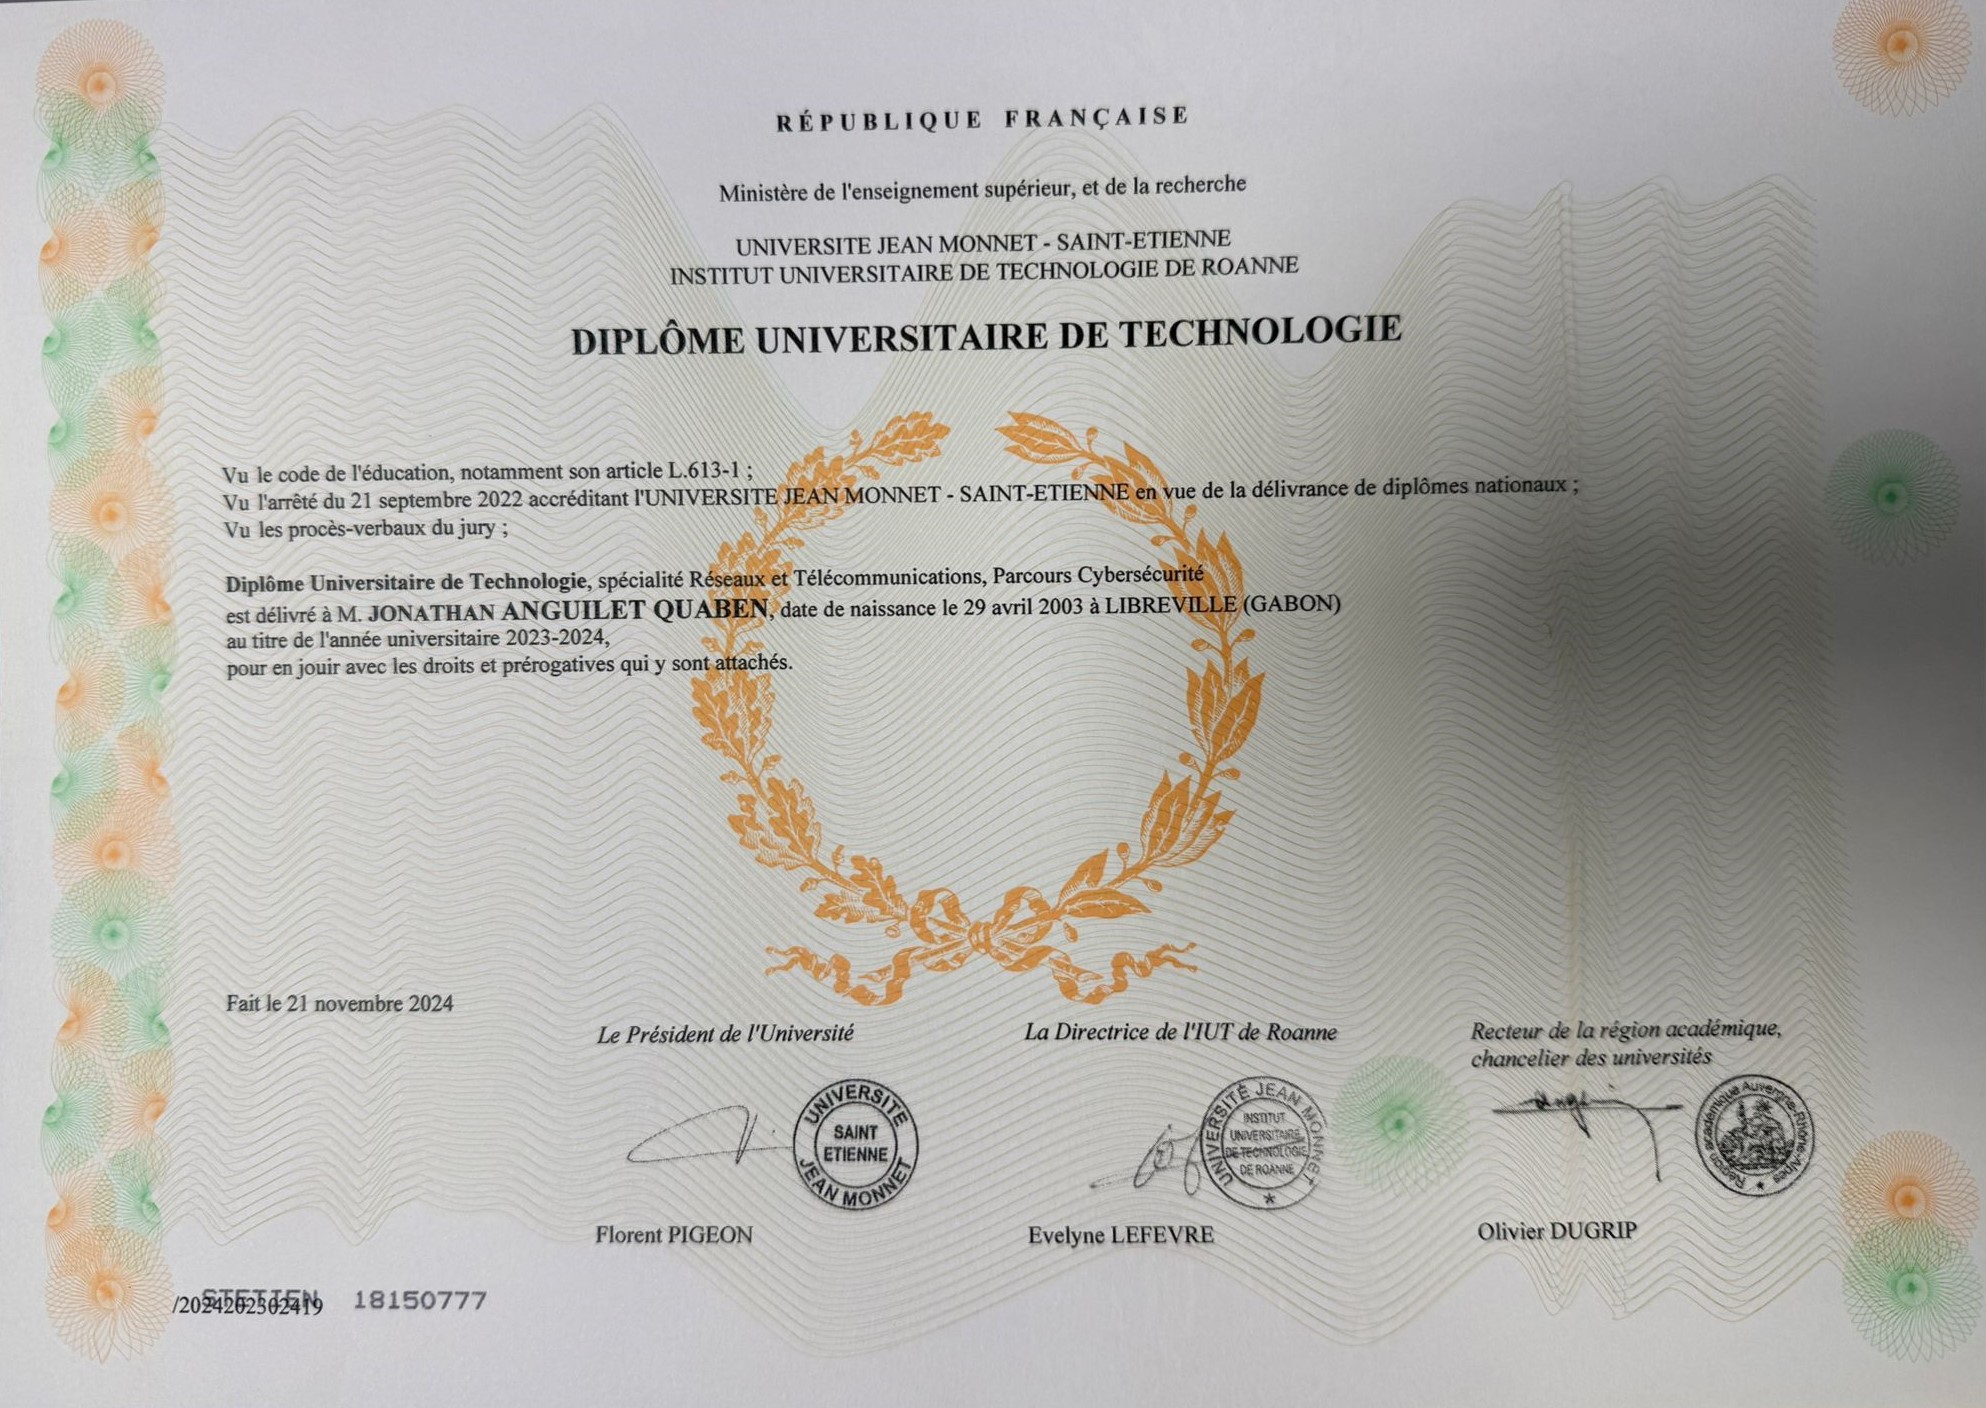 RÉPUBLIQUE FRANÇAISE
Ministère de l'enseignement supérieur, et de la recherche
UNIVERSITE JEAN MONNET - SAINT-ETIENNE
INSTITUT UNIVERSITAIRE DE TECHNOLOGIE DE ROANNE
DIPLÔME UNIVERSITAIRE DE TECHNOLOGIE
Vu le code de l'éducation, notamment son article L.613-1 ;
Vu l'arrêté du 21 septembre 2022 accréditant l'UNIVERSITE JEAN MONNET - SAINT-ETIENNE en vue de la délivrance de diplômes nationaux ;
Vu les procès-verbaux du jury ;
Diplôme Universitaire de Technologie, spécialité Réseaux et Télécommunications, Parcours Cybersécurité
est délivré à M. JONATHAN ANGUILET QUABEN, date de naissance le 29 avril 2003 à LIBREVILLE (GABON)
au titre de l'année universitaire 2023-2024,
pour en jouir avec les droits et prérogatives qui y sont attachés.
Fait le 21 novembre 2024
Le Président de l'Université
La Directrice de l'IUT de Roanne
Recteur de la région académique,
chancelier des universités
UNIVERSITE
SAINT
ETIENNE
JEAN MONNET
UNIVERSITÉ JEAN MONNET
INSTITUT
UNIVERSITAIRE
DE TECHNOLOGIE
DE ROANNE
Région académique Auvergne-Rhône-Alpes
Florent PIGEON
Evelyne LEFEVRE
Olivier DUGRIP
STETIEN 18150777
/2024202302419